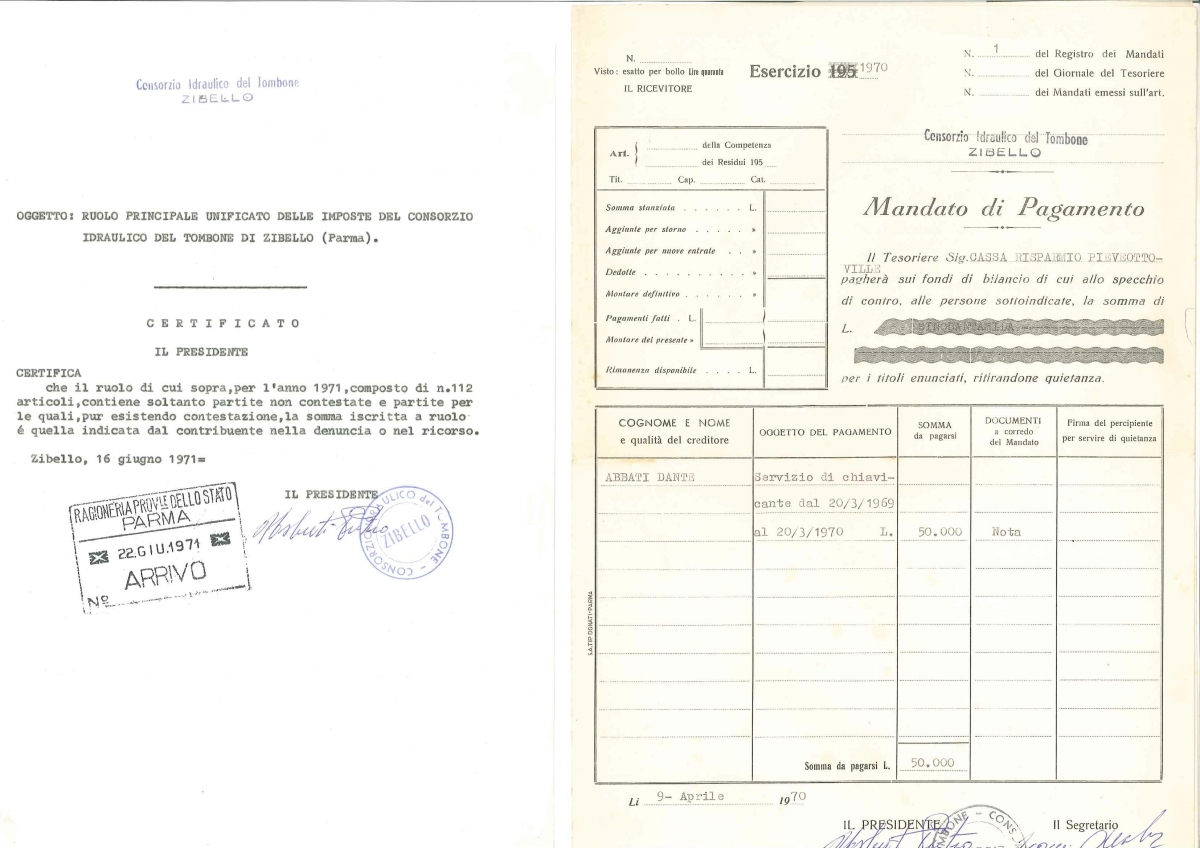 Consorzio Idraulico del Tombone
ZIBELLO
OGGETTO: RUOLO PRINCIPALE UNIFICATO DELLE IMPOSTE DEL CONSORZIO
IDRAULICO DEL TOMBONE DI ZIBELLO (Parma).
C E R T I F I C A T O
IL PRESIDENTE
CERTIFICA
che il ruolo di cui sopra,per l'anno 1971,composto di n.112
articoli,contiene soltanto partite non contestate e partite per
le quali,pur esistendo contestazione,la somma iscritta a ruolo
é quella indicata dal contribuente nella denuncia o nel ricorso.
Zibello, 16 giugno 1971=
IL PRESIDENTE
RAGIONERIA PROV.LE DELLO STATO
PARMA
22.GIU.1971
ARRIVO
Nº
CONSORZIO IDRAULICO del TOMBONE
ZIBELLO
N.
Visto: esatto per bollo Lire quaranta
IL RICEVITORE
Esercizio 195 1970
N. 1 del Registro dei Mandati
N. del Giornale del Tesoriere
N. dei Mandati emessi sull'art.
Art. della Competenza
dei Residui 195
Tit. Cap. Cat.
Somma stanziata . . . . . . L.
Aggiunte per storno . . . . »
Aggiunte per nuove entrate . . »
Dedotte . . . . . . . . . »
Montare definitivo . . . . . »
Pagamenti fatti . L.
Montare del presente »
Rimanenza disponibile . . . L.
Consorzio Idraulico del Tombone
ZIBELLO
Mandato di Pagamento
Il Tesoriere Sig.CASSA RISPARMIO PIEVEOTTO-
VILLE
pagherà sui fondi di bilancio di cui allo specchio
di contro, alle persone sottoindicate, la somma di
L. CINQUANTAMILA
per i titoli enunciati, ritirandone quietanza.
COGNOME E NOME
e qualità del creditore
OGGETTO DEL PAGAMENTO
SOMMA
da pagarsi
DOCUMENTI
a corredo
del Mandato
Firma del percipiente
per servire di quietanza
ABBATI DANTE Servizio di chiavi-
cante dal 20/3/1969
al 20/3/1970 L. 50.000 Nota
S.A.TIP DONATI-PARMA
Somma da pagarsi L. 50.000
Li 9- Aprile 1970
IL PRESIDENTE
Il Segretario